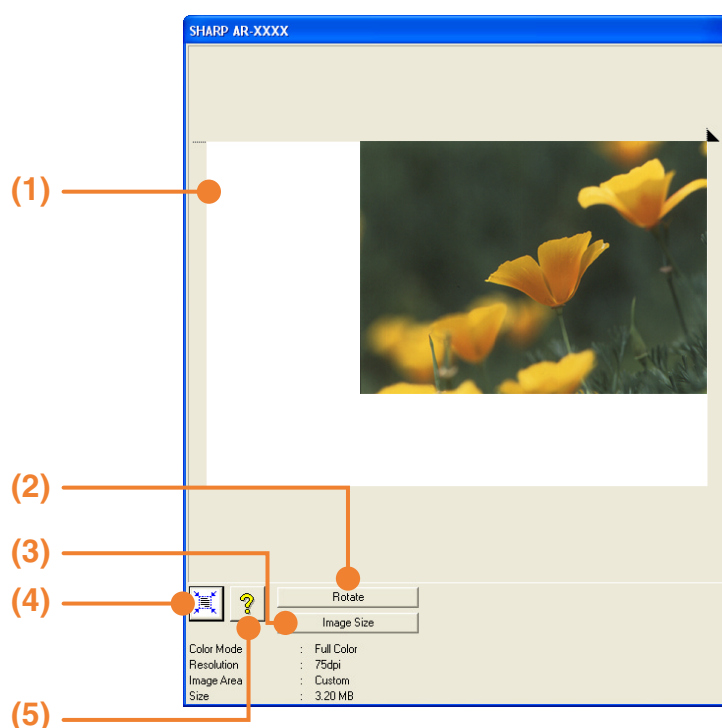 SHARP AR-XXXX
(1)
(2)
(3)
(4)
(5)
Rotate
Image Size
Color Mode : Full Color
Resolution : 75dpi
Image Area : Custom
Size : 3.20 MB